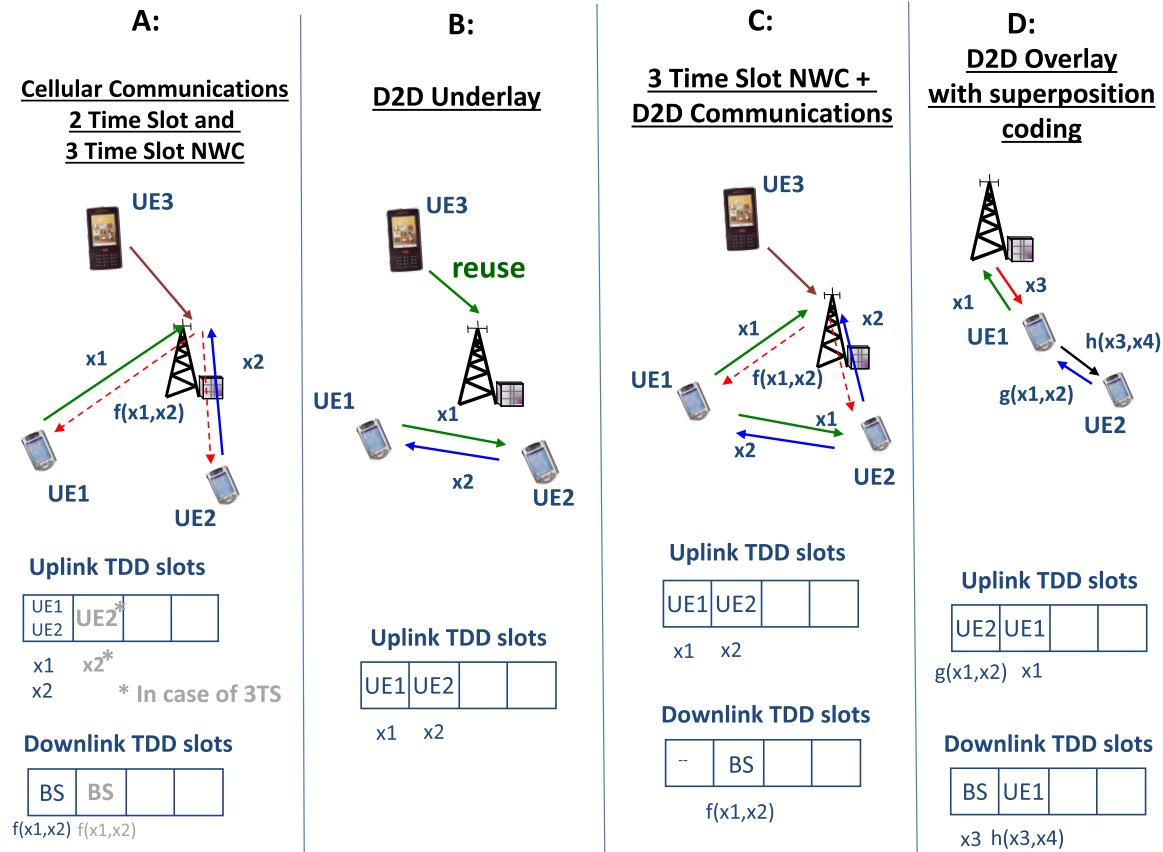 A:
Cellular Communications
2 Time Slot and
3 Time Slot NWC
UE3
x1
x2
f(x1,x2)
UE1
UE2
Uplink TDD slots
UE1
UE2
UE2*
x1
x2*
x2
* In case of 3TS
Downlink TDD slots
BS
BS
f(x1,x2)
f(x1,x2)
B:
D2D Underlay
UE3
reuse
UE1
x1
x2
UE2
Uplink TDD slots
UE1
UE2
x1
x2
C:
3 Time Slot NWC +
D2D Communications
UE3
x1
x2
UE1
f(x1,x2)
x1
x2
UE2
Uplink TDD slots
UE1
UE2
x1
x2
Downlink TDD slots
--
BS
f(x1,x2)
D:
D2D Overlay
with superposition
coding
x3
x1
UE1
h(x3,x4)
g(x1,x2)
UE2
Uplink TDD slots
UE2
UE1
g(x1,x2)
x1
Downlink TDD slots
BS
UE1
x3
h(x3,x4)